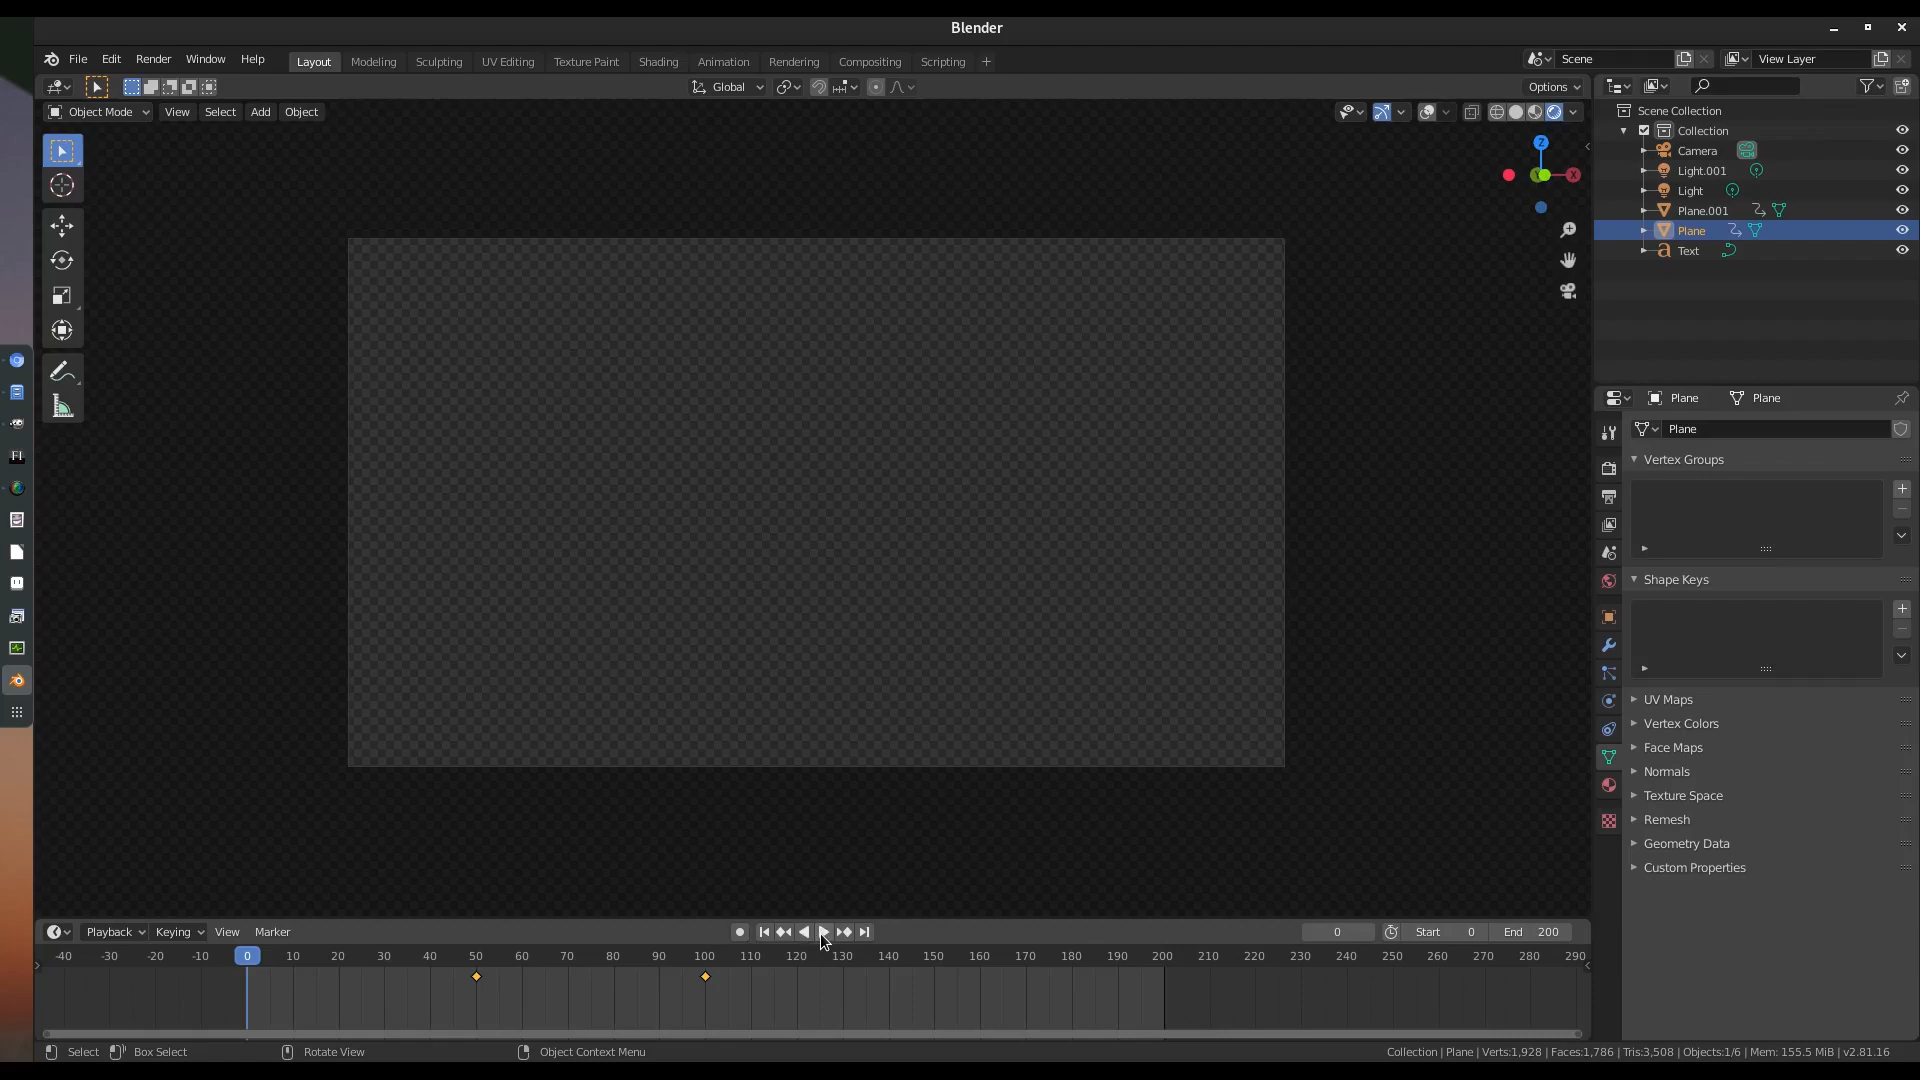 Blender
File Edit Render Window Help Layout Modeling Sculpting UV Editing Texture Paint Shading Animation Rendering Compositing Scripting + Scene View Layer
Global Options
Object Mode View Select Add Object
Z
Y X
Scene Collection
Collection
Camera
Light.001
Light
Plane.001
Plane
Text
Plane Plane
Plane
Vertex Groups
Shape Keys
UV Maps
Vertex Colors
Face Maps
Normals
Texture Space
Remesh
Geometry Data
Custom Properties
Playback Keying View Marker 0 Start 0 End 200
-40 -30 -20 -10 0 10 20 30 40 50 60 70 80 90 100 110 120 130 140 150 160 170 180 190 200 210 220 230 240 250 260 270 280 290
Select Box Select Rotate View Object Context Menu Collection | Plane | Verts:1,928 | Faces:1,786 | Tris:3,508 | Objects:1/6 | Mem: 155.5 MiB | v2.81.16